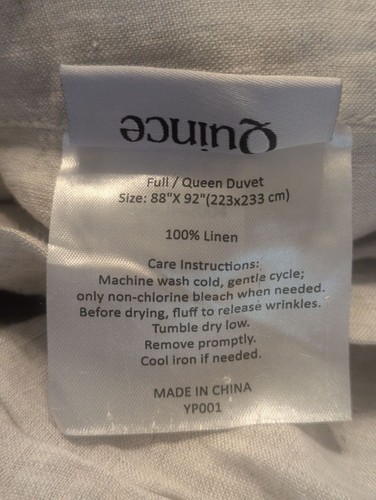 Quince
Full / Queen Duvet
Size: 88"X 92"(223x233 cm)
100% Linen
Care Instructions:
Machine wash cold, gentle cycle;
only non-chlorine bleach when needed.
Before drying, fluff to release wrinkles.
Tumble dry low.
Remove promptly.
Cool iron if needed.
MADE IN CHINA
YP001